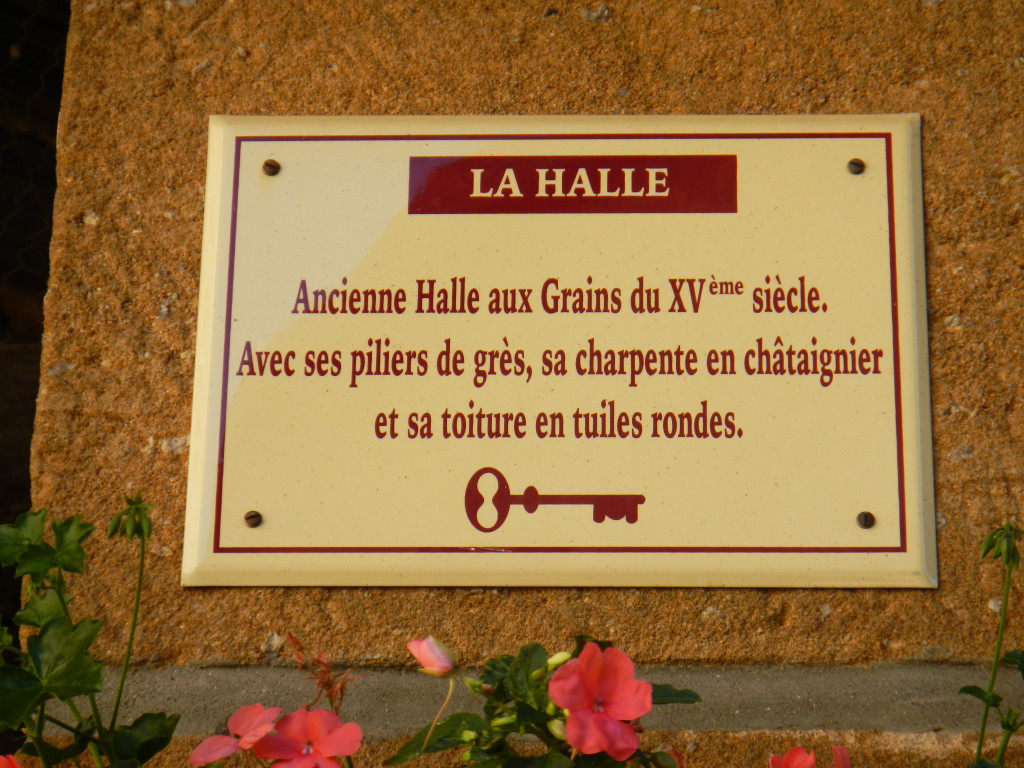 LA HALLE
Ancienne Halle aux Grains du XVème siècle.
Avec ses piliers de grès, sa charpente en châtaignier
et sa toiture en tuiles rondes.